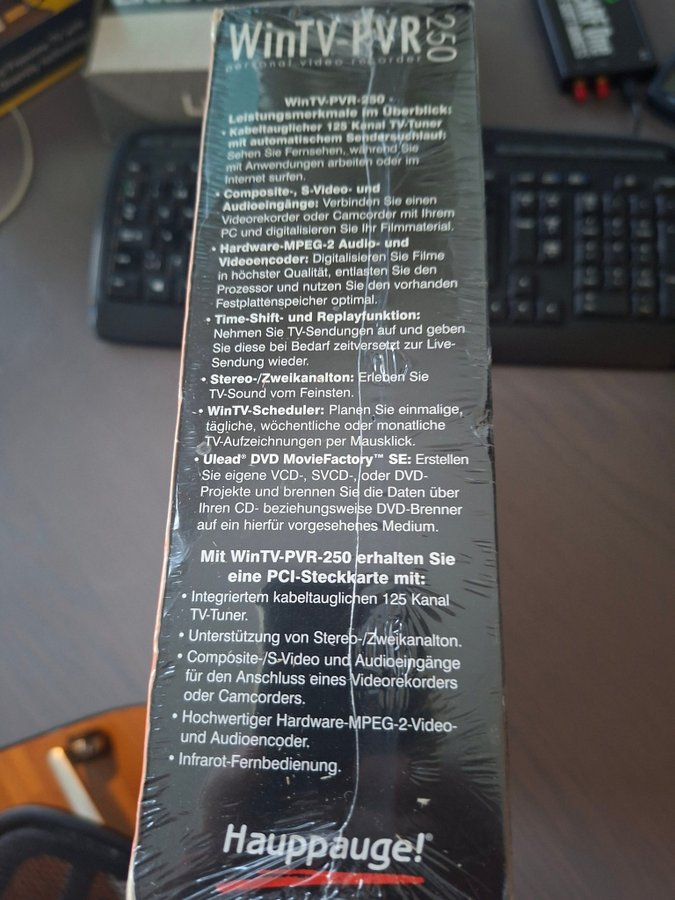 WinTV-PVR 250
personal video recorder
WinTV-PVR-250 -
Leistungsmerkmale im Überblick:
• Kabeltauglicher 125 Kanal TV-Tuner
mit automatischem Sendersuchlauf:
Sehen Sie Fernsehen, während Sie
mit Anwendungen arbeiten oder im
Internet surfen.
• Composite-, S-Video- und
Audioeingänge: Verbinden Sie einen
Videorekorder oder Camcorder mit Ihrem
PC und digitalisieren Sie Ihr Filmmaterial.
• Hardware-MPEG-2 Audio- und
Videoencoder: Digitalisieren Sie Filme
in höchster Qualität, entlasten Sie den
Prozessor und nutzen Sie den vorhanden
Festplattenspeicher optimal.
• Time-Shift- und Replayfunktion:
Nehmen Sie TV-Sendungen auf und geben
Sie diese bei Bedarf zeitversetzt zur Live-
Sendung wieder.
• Stereo-/Zweikanalton: Erleben Sie
TV-Sound vom Feinsten.
• WinTV-Scheduler: Planen Sie einmalige,
tägliche, wöchentliche oder monatliche
TV-Aufzeichnungen per Mausklick.
• Ulead® DVD MovieFactory™ SE: Erstellen
Sie eigene VCD-, SVCD-, oder DVD-
Projekte und brennen Sie die Daten über
Ihren CD- beziehungsweise DVD-Brenner
auf ein hierfür vorgesehenes Medium.
Mit WinTV-PVR-250 erhalten Sie
eine PCI-Steckkarte mit:
• Integriertem kabeltauglichen 125 Kanal
TV-Tuner.
• Unterstützung von Stereo-/Zweikanalton.
• Composite-/S-Video und Audioeingänge
für den Anschluss eines Videorekorders
oder Camcorders.
• Hochwertiger Hardware-MPEG-2-Video-
und Audioencoder.
• Infrarot-Fernbedienung.
Hauppauge!®